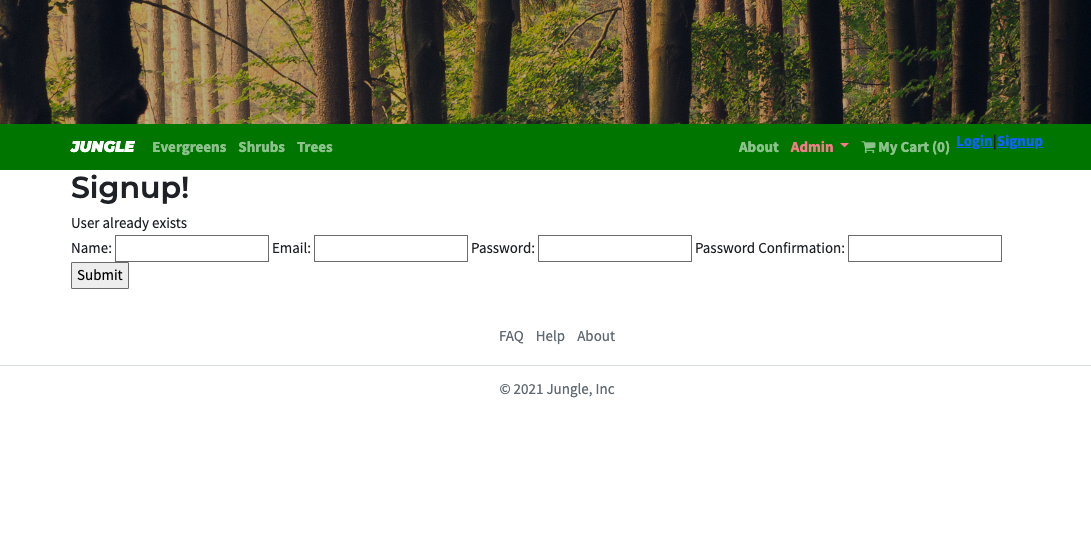 JUNGLE Evergreens Shrubs Trees About Admin My Cart (0) Login|Signup
Signup!
User already exists
Name: Email: Password: Password Confirmation:
Submit
FAQ Help About
© 2021 Jungle, Inc